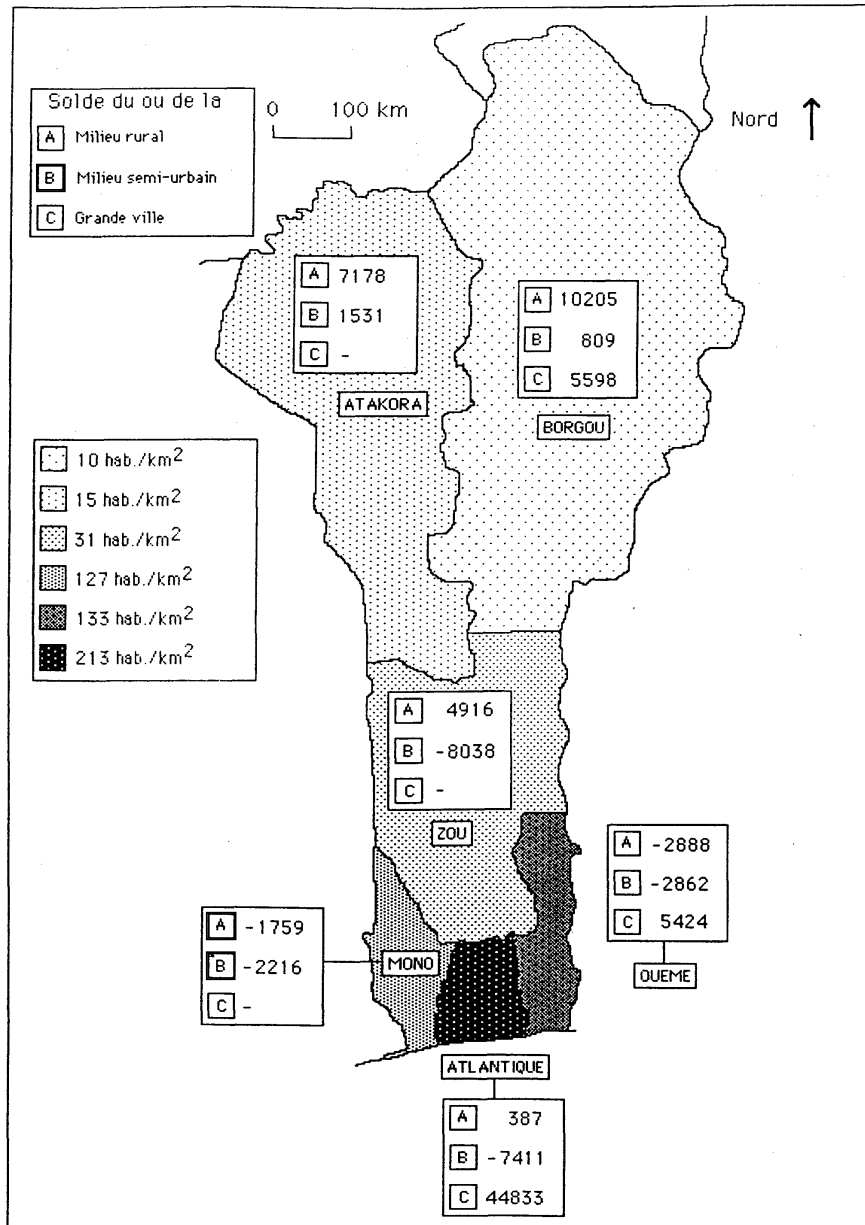 Solde du ou de la
A Milieu rural
B Milieu semi-urbain
C Grande ville
0 100 km
Nord
A 7178
B 1531
C -
ATAKORA
A 10205
B 809
C 5598
BORGOU
10 hab./km2
15 hab./km2
31 hab./km2
127 hab./km2
133 hab./km2
213 hab./km2
A 4916
B -8038
C -
ZOU
A -2888
B -2862
C 5424
OUEME
A -1759
B -2216
C -
MONO
ATLANTIQUE
A 387
B -7411
C 44833